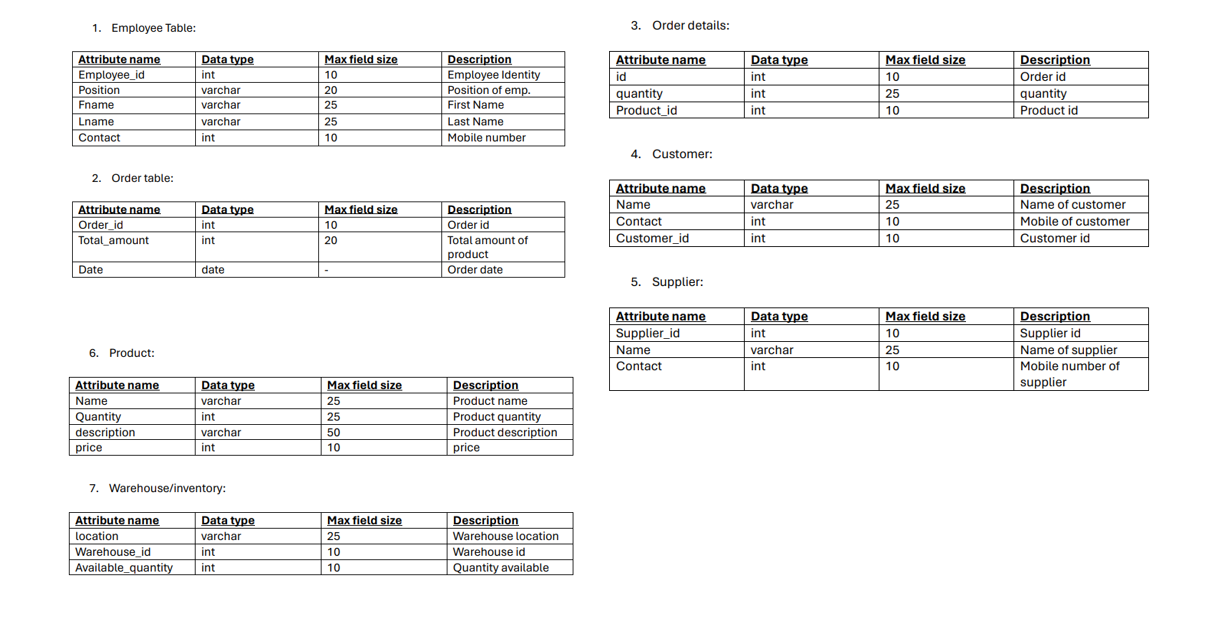 1. Employee Table:
Attribute name Data type Max field size Description
Employee_id int 10 Employee Identity
Position varchar 20 Position of emp.
Fname varchar 25 First Name
Lname varchar 25 Last Name
Contact int 10 Mobile number
2. Order table:
Attribute name Data type Max field size Description
Order_id int 10 Order id
Total_amount int 20 Total amount of
product
Date date - Order date
3. Order details:
Attribute name Data type Max field size Description
id int 10 Order id
quantity int 25 quantity
Product_id int 10 Product id
4. Customer:
Attribute name Data type Max field size Description
Name varchar 25 Name of customer
Contact int 10 Mobile of customer
Customer_id int 10 Customer id
5. Supplier:
Attribute name Data type Max field size Description
Supplier_id int 10 Supplier id
Name varchar 25 Name of supplier
Contact int 10 Mobile number of
supplier
6. Product:
Attribute name Data type Max field size Description
Name varchar 25 Product name
Quantity int 25 Product quantity
description varchar 50 Product description
price int 10 price
7. Warehouse/inventory:
Attribute name Data type Max field size Description
location varchar 25 Warehouse location
Warehouse_id int 10 Warehouse id
Available_quantity int 10 Quantity available